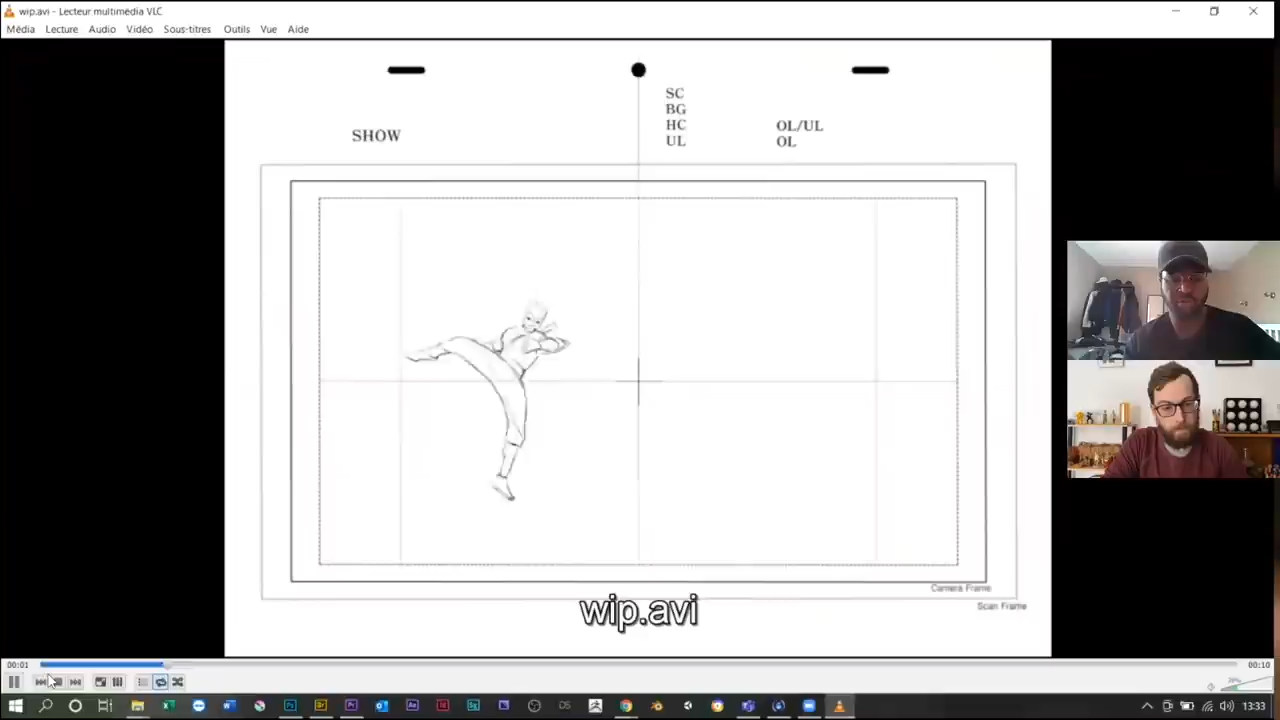 wip.avi - Lecteur multimédia VLC
Média Lecture Audio Vidéo Sous-titres Outils Vue Aide
SC
BG
SHOW HC OL/UL
UL OL
Camera Frame
Scan Frame
wip.avi
00:01 00:10
13:33